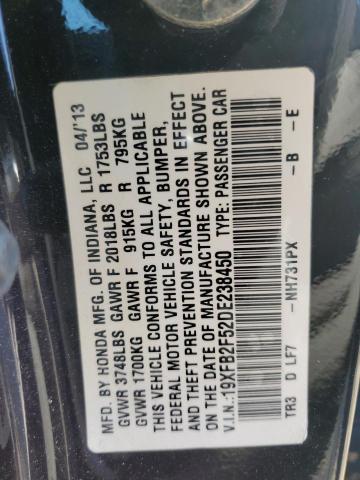 MFD. BY HONDA MFG. OF INDIANA, LLC 04/'13
GVWR 3748LBS GAWR F 2018LBS R 1753LBS
GVWR 1700KG GAWR F 915KG R 795KG
THIS VEHICLE CONFORMS TO ALL APPLICABLE
FEDERAL MOTOR VEHICLE SAFETY, BUMPER,
AND THEFT PREVENTION STANDARDS IN EFFECT
ON THE DATE OF MANUFACTURE SHOWN ABOVE.
V.I.N.:19XFB2F52DE238450 TYPE: PASSENGER CAR
TR3 D LF7 -NH731PX -B -E